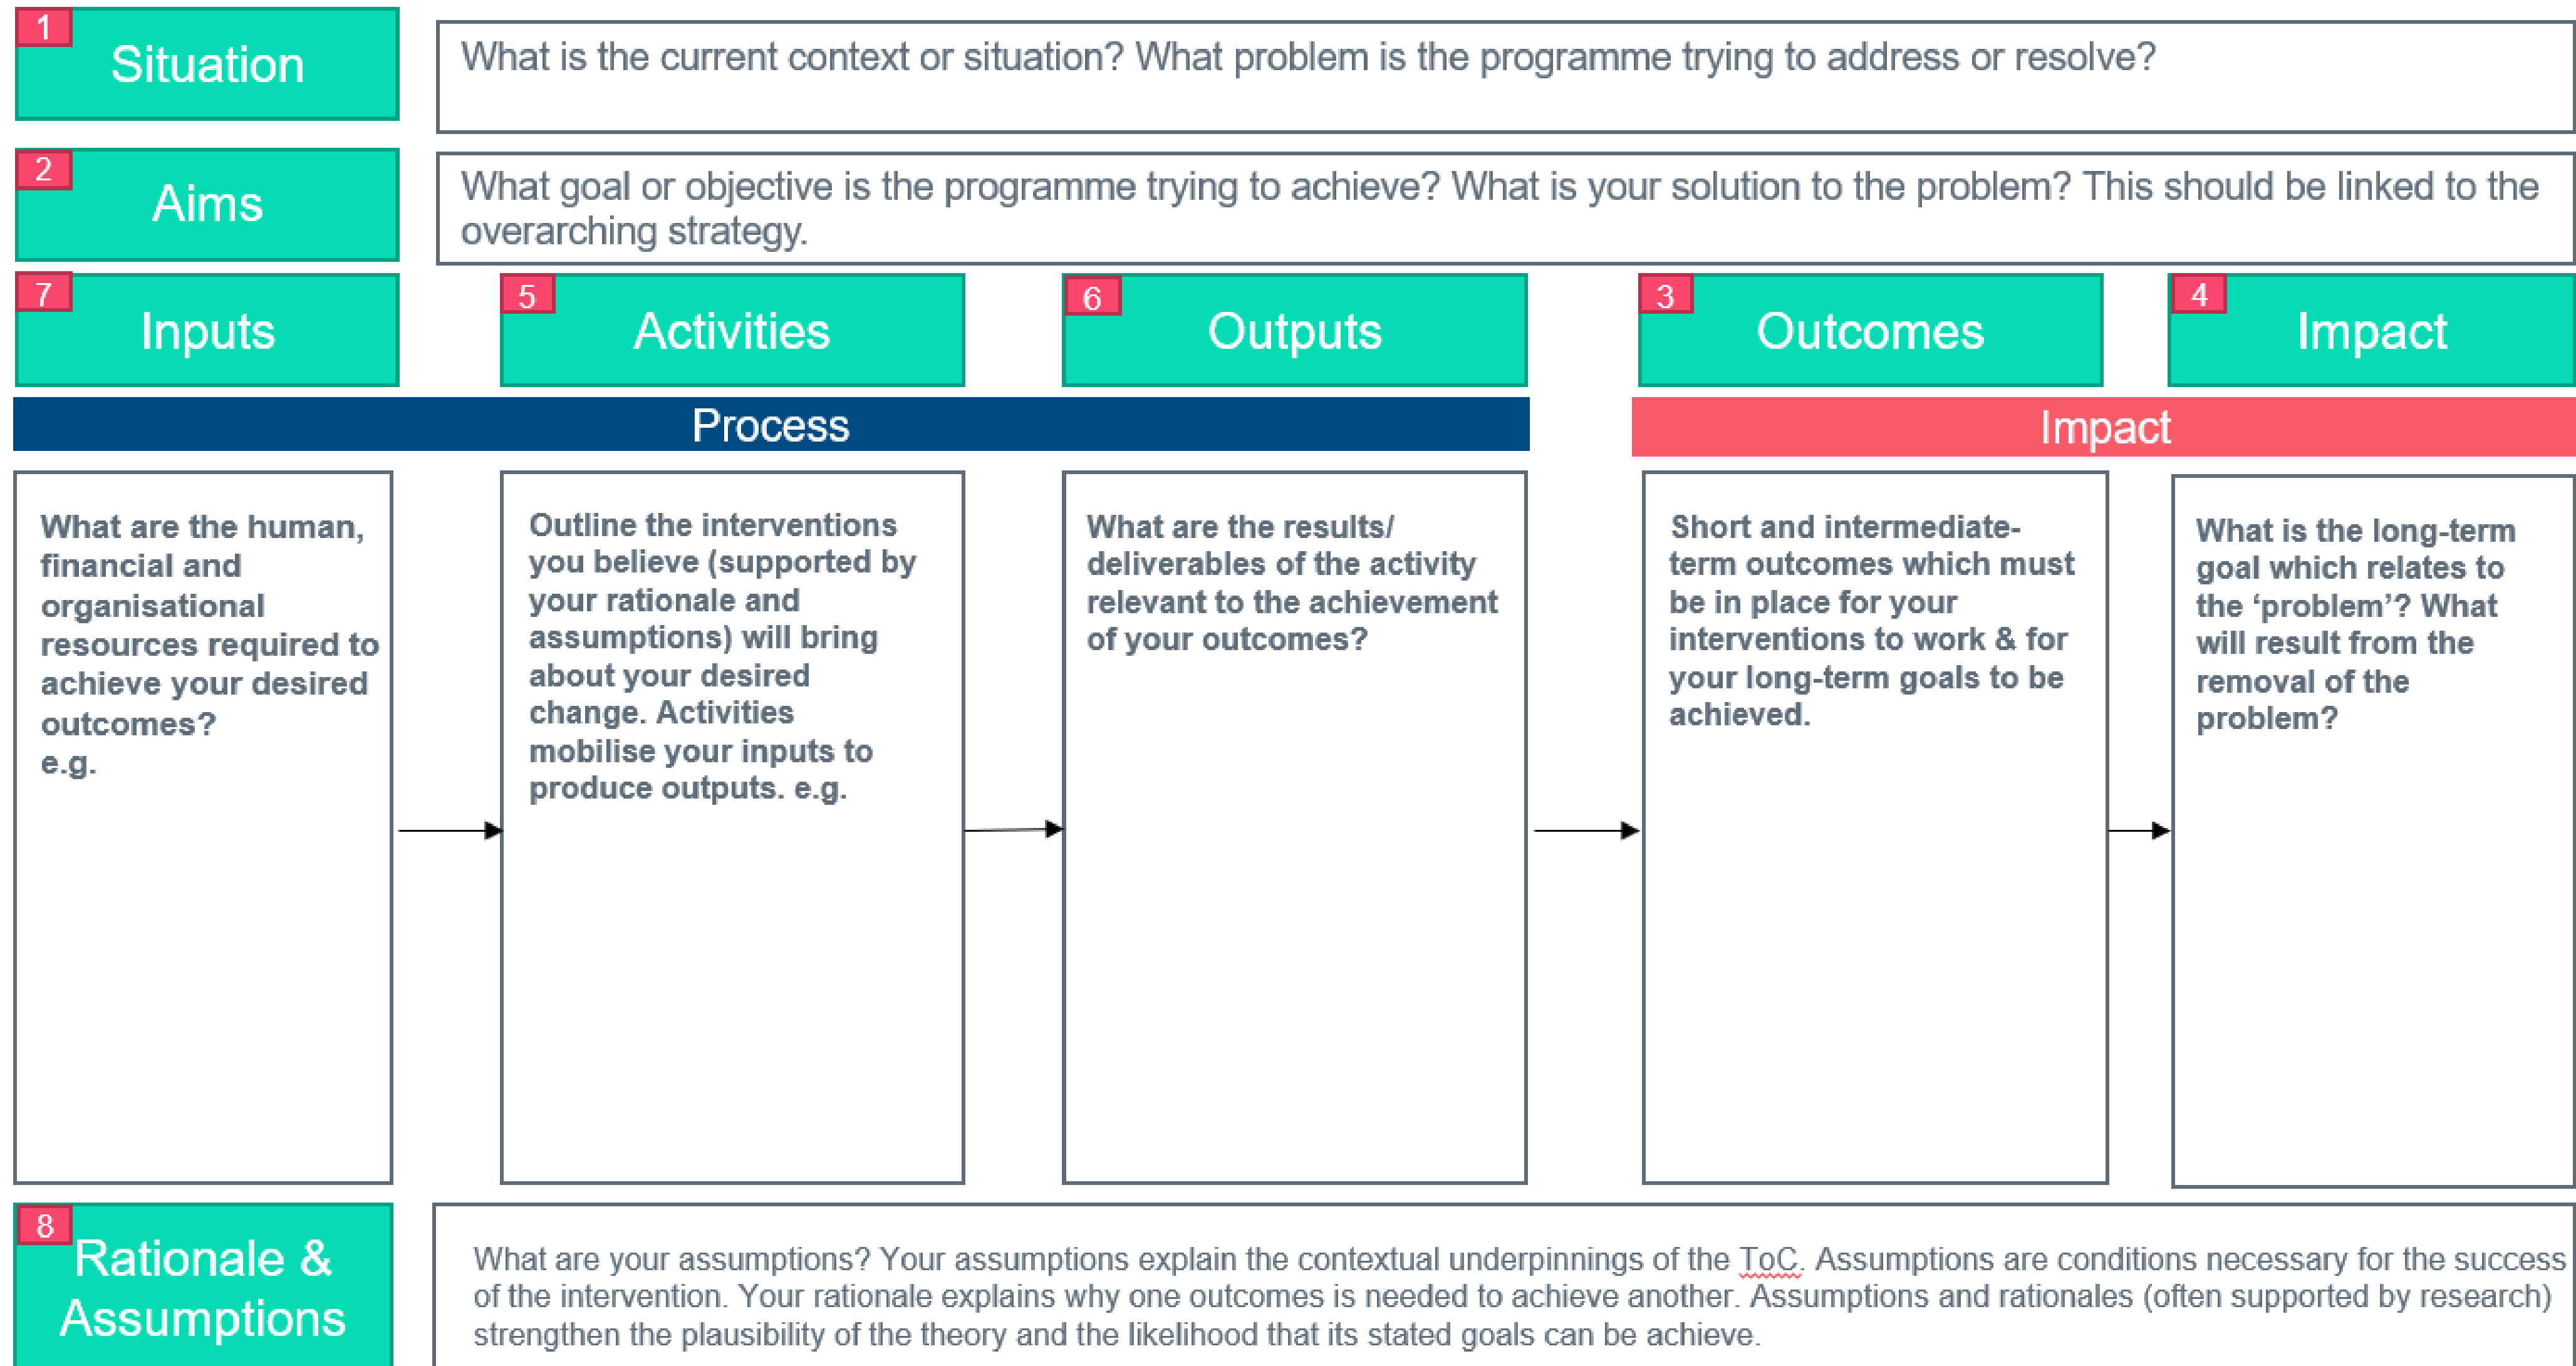 1
Situation
What is the current context or situation? What problem is the programme trying to address or resolve?
2
Aims
What goal or objective is the programme trying to achieve? What is your solution to the problem? This should be linked to the
overarching strategy.
7
Inputs
5
Activities
6
Outputs
3
Outcomes
4
Impact
Process
Impact
What are the human,
financial and
organisational
resources required to
achieve your desired
outcomes?
e.g.
Outline the interventions
you believe (supported by
your rationale and
assumptions) will bring
about your desired
change. Activities
mobilise your inputs to
produce outputs. e.g.
What are the results/
deliverables of the activity
relevant to the achievement
of your outcomes?
Short and intermediate-
term outcomes which must
be in place for your
interventions to work & for
your long-term goals to be
achieved.
What is the long-term
goal which relates to
the ‘problem’? What
will result from the
removal of the
problem?
8
Rationale &
Assumptions
What are your assumptions? Your assumptions explain the contextual underpinnings of the ToC. Assumptions are conditions necessary for the success
of the intervention. Your rationale explains why one outcomes is needed to achieve another. Assumptions and rationales (often supported by research)
strengthen the plausibility of the theory and the likelihood that its stated goals can be achieve.